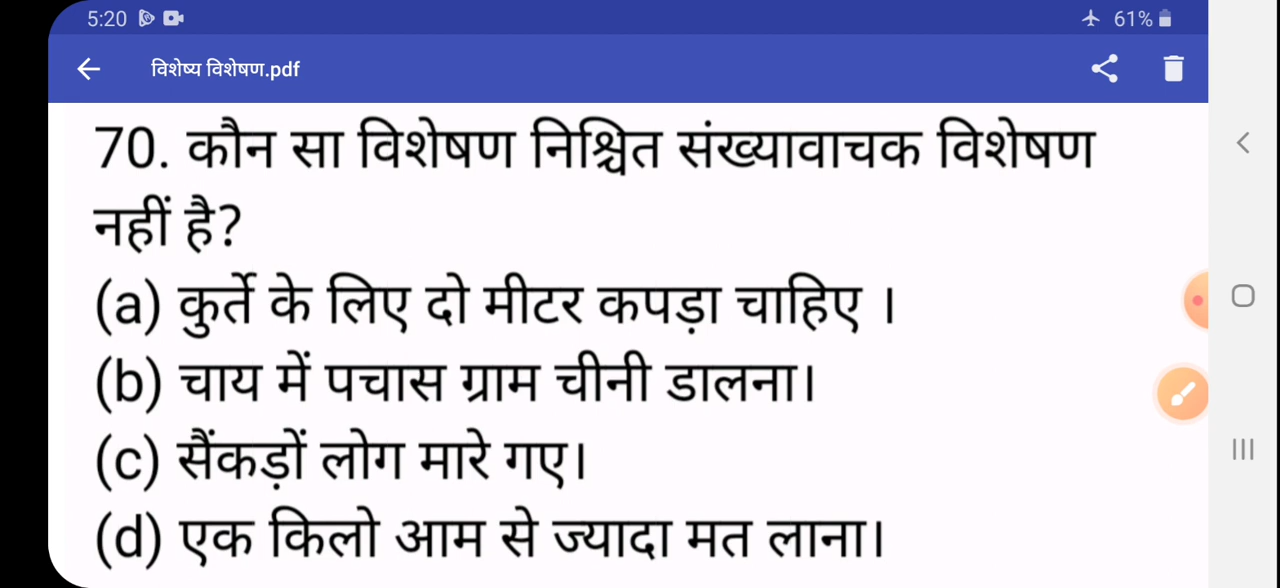 5:20 61%
विशेष्य विशेषण.pdf
70. कौन सा विशेषण निश्चित संख्यावाचक विशेषण
नहीं है?
(a) कुर्ते के लिए दो मीटर कपड़ा चाहिए ।
(b) चाय में पचास ग्राम चीनी डालना।
(c) सैंकड़ों लोग मारे गए।
(d) एक किलो आम से ज्यादा मत लाना।